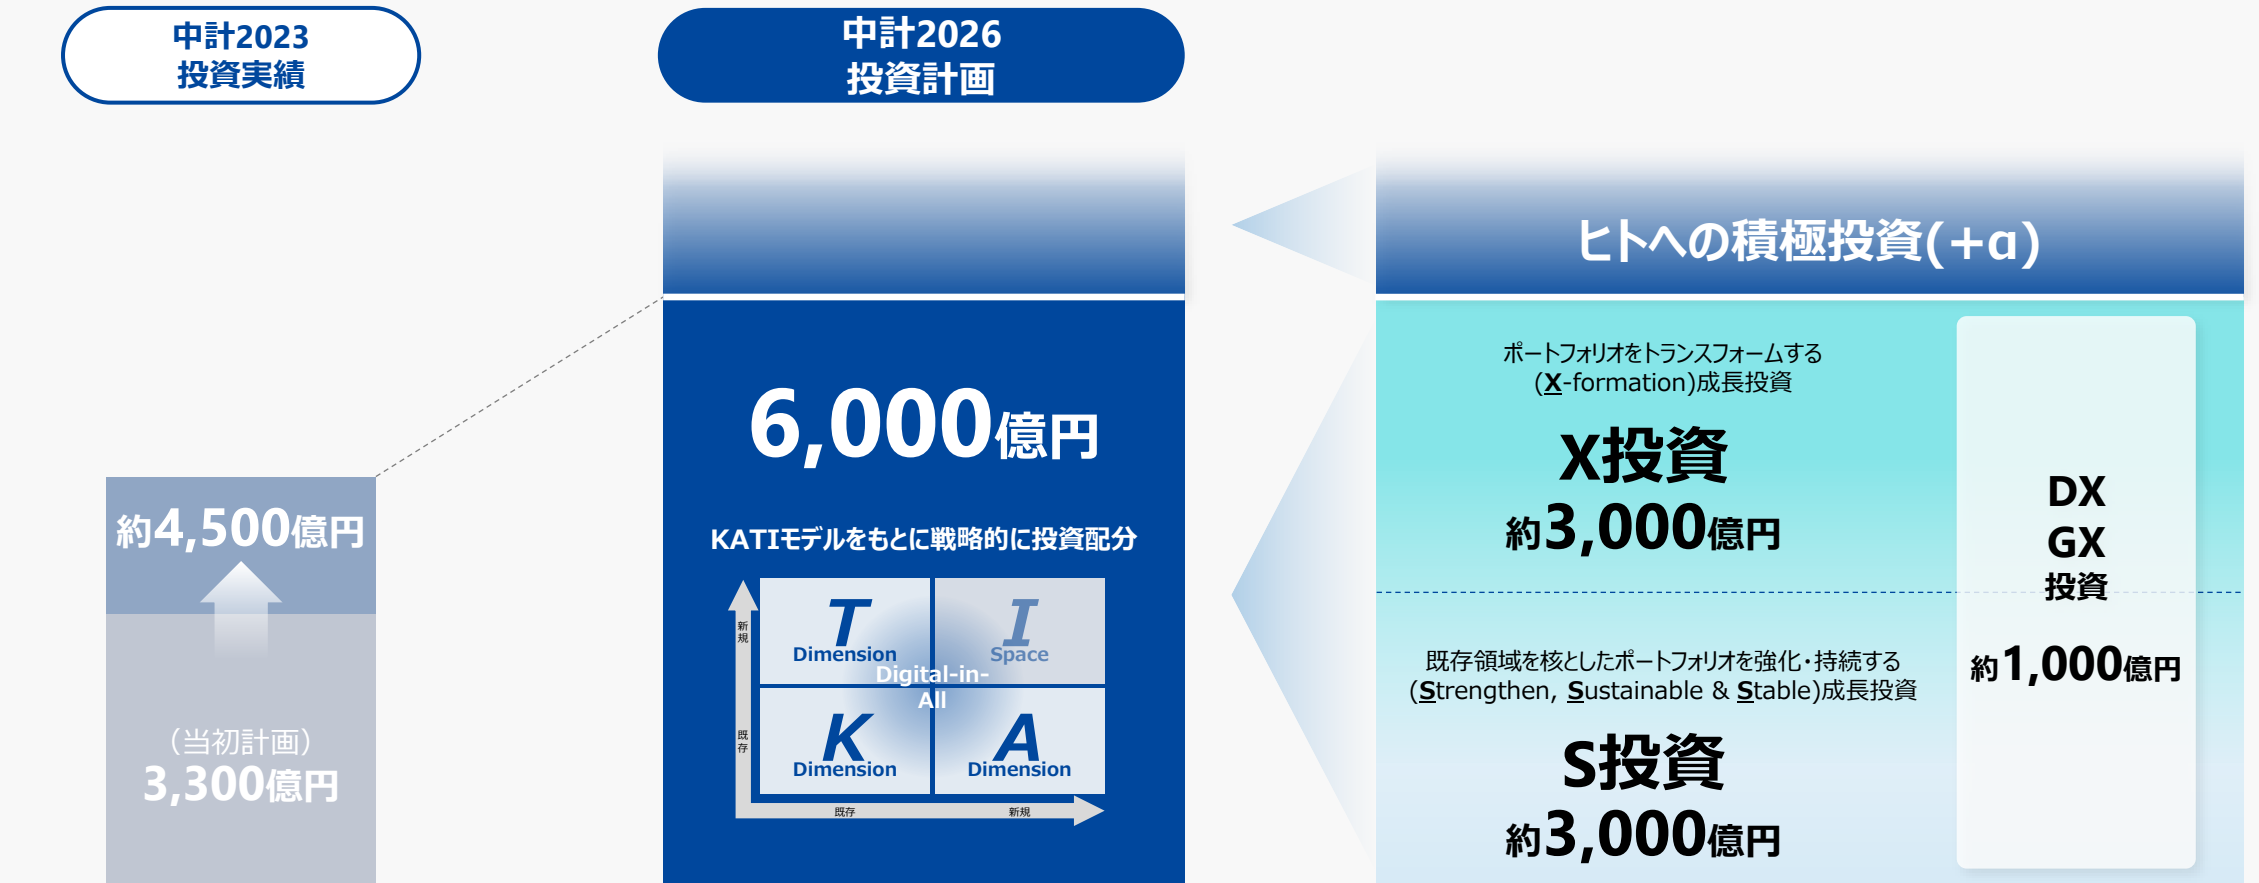 中計2023
投資実績
約4,500億円
（当初計画）
3,300億円
中計2026
投資計画
6,000億円
KATIモデルをもとに戦略的に投資配分
新規
既存
T
Dimension
I
Space
Digital-in-
All
K
Dimension
A
Dimension
既存
新規
ヒトへの積極投資(+α)
ポートフォリオをトランスフォームする
(X-formation)成長投資
X投資
約3,000億円
既存領域を核としたポートフォリオを強化・持続する
(Strengthen, Sustainable & Stable)成長投資
S投資
約3,000億円
DX
GX
投資
約1,000億円